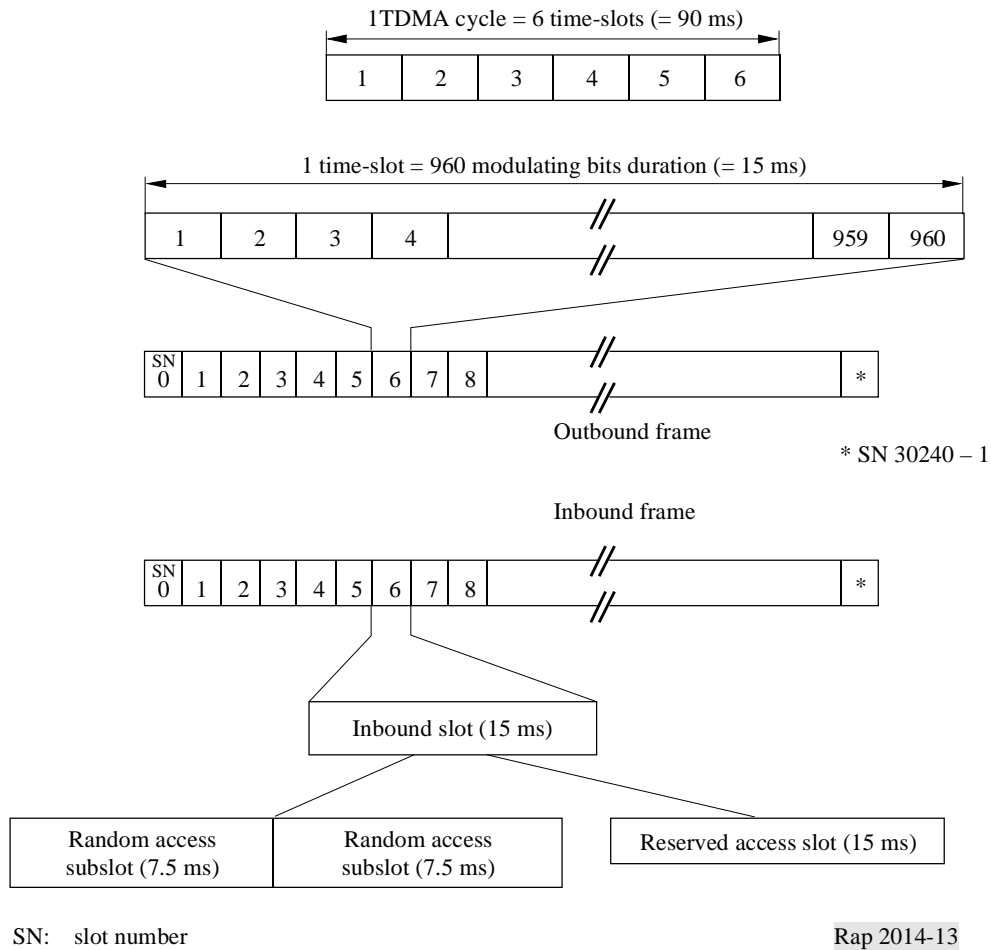 1TDMA cycle = 6 time-slots (= 90 ms)
1 2 3 4 5 6
1 time-slot = 960 modulating bits duration (= 15 ms)
1 2 3 4 959 960
SN
0 1 2 3 4 5 6 7 8 *
Outbound frame
* SN 30240 – 1
Inbound frame
SN
0 1 2 3 4 5 6 7 8 *
Inbound slot (15 ms)
Random access
subslot (7.5 ms)
Random access
subslot (7.5 ms)
Reserved access slot (15 ms)
SN: slot number
Rap 2014-13